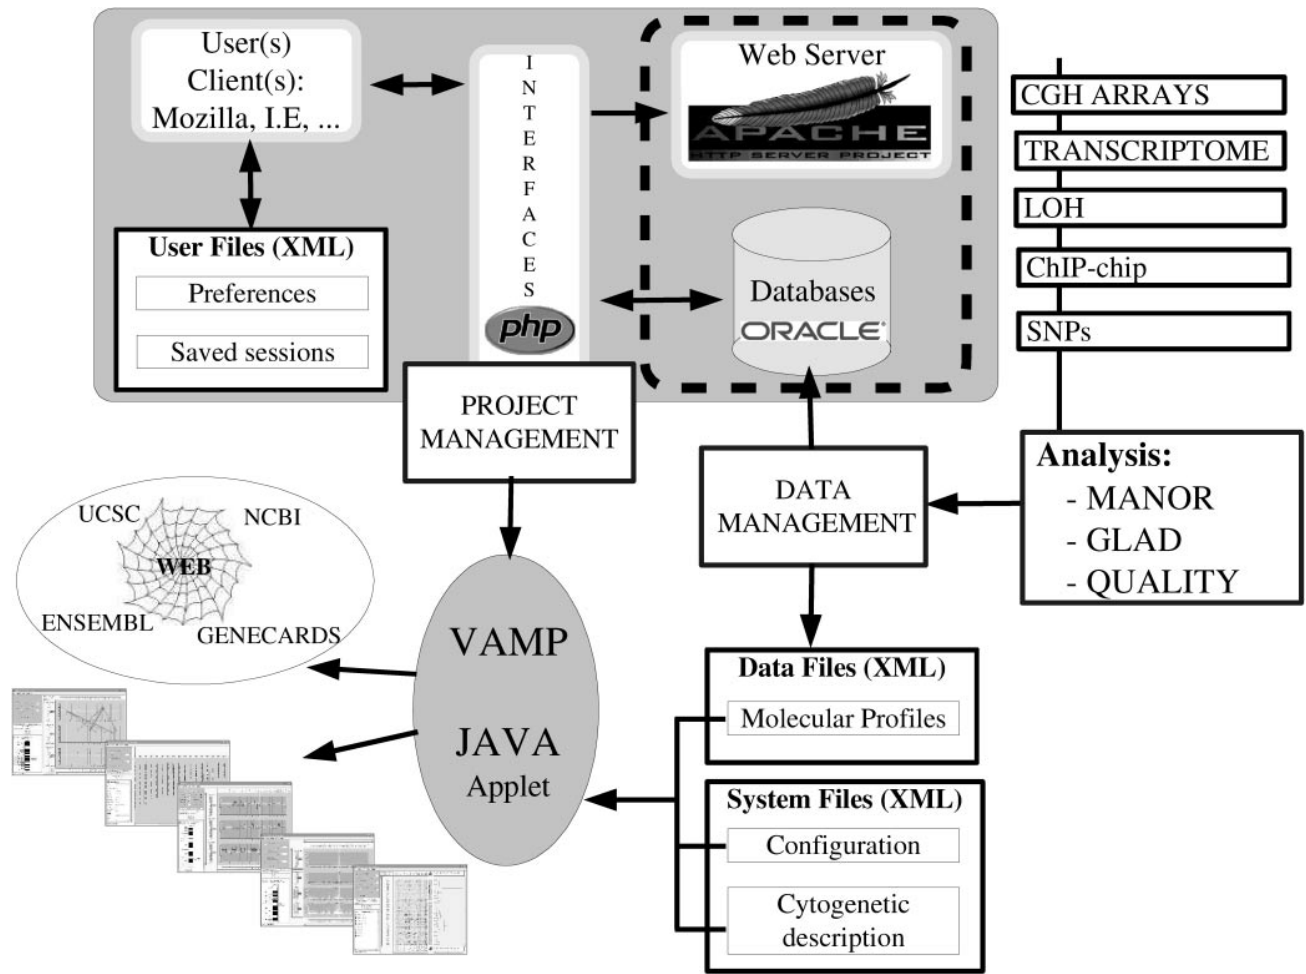 User(s)
Client(s):
Mozilla, I.E, ...
User Files (XML)
Preferences
Saved sessions
INTERFACES
php
Web Server
APACHE
HTTP SERVER PROJECT
Databases
ORACLE
CGH ARRAYS
TRANSCRIPTOME
LOH
ChIP-chip
SNPs
Analysis:
- MANOR
- GLAD
- QUALITY
PROJECT
MANAGEMENT
DATA
MANAGEMENT
UCSC
NCBI
WEB
ENSEMBL
GENECARDS
VAMP
JAVA
Applet
Data Files (XML)
Molecular Profiles
System Files (XML)
Configuration
Cytogenetic
description